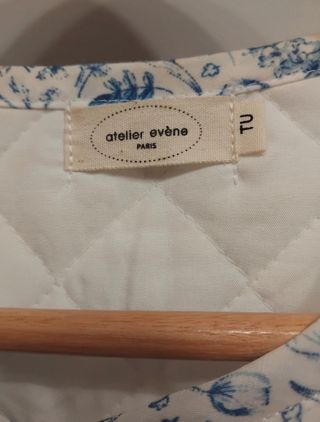 atelier evène
PARIS
TU